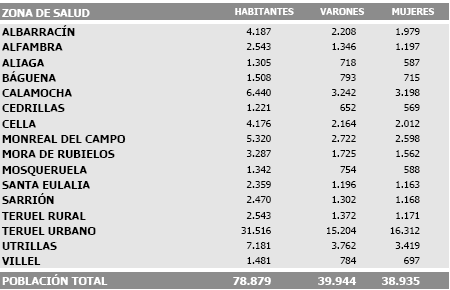 ZONA DE SALUD HABITANTES VARONES MUJERES
ALBARRACÍN 4.187 2.208 1.979
ALFAMBRA 2.543 1.346 1.197
ALIAGA 1.305 718 587
BÁGUENA 1.508 793 715
CALAMOCHA 6.440 3.242 3.198
CEDRILLAS 1.221 652 569
CELLA 4.176 2.164 2.012
MONREAL DEL CAMPO 5.320 2.722 2.598
MORA DE RUBIELOS 3.287 1.725 1.562
MOSQUERUELA 1.342 754 588
SANTA EULALIA 2.359 1.196 1.163
SARRIÓN 2.470 1.302 1.168
TERUEL RURAL 2.543 1.372 1.171
TERUEL URBANO 31.516 15.204 16.312
UTRILLAS 7.181 3.762 3.419
VILLEL 1.481 784 697
POBLACIÓN TOTAL 78.879 39.944 38.935